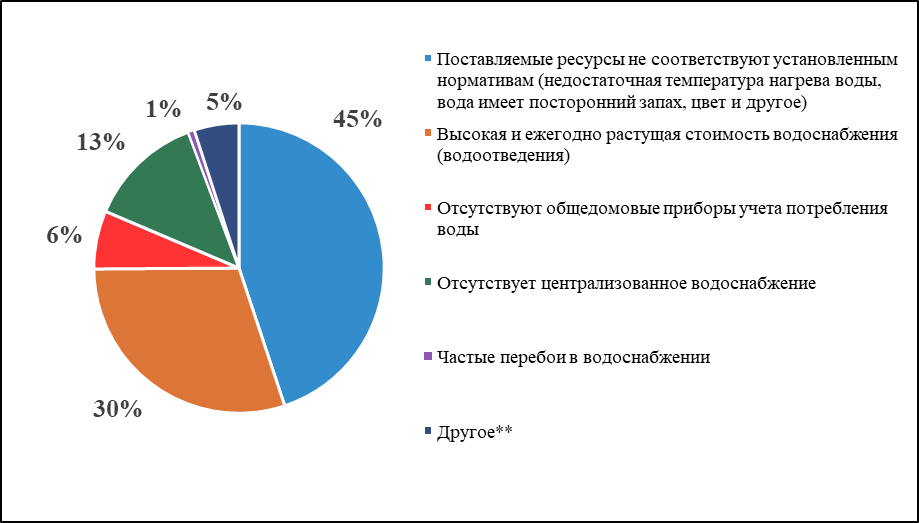 45%
30%
6%
13%
1%
5%
Поставляемые ресурсы не соответствуют установленным
нормативам (недостаточная температура нагрева воды,
вода имеет посторонний запах, цвет и другое)
Высокая и ежегодно растущая стоимость водоснабжения
(водоотведения)
Отсутствуют общедомовые приборы учета потребления
воды
Отсутствует централизованное водоснабжение
Частые перебои в водоснабжении
Другое**